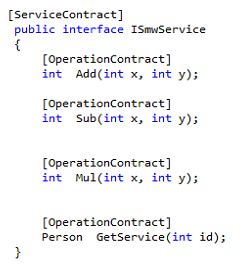 [ServiceContract]
public interface ISmwService
{
[OperationContract]
int Add(int x, int y);
[OperationContract]
int Sub(int x, int y);
[OperationContract]
int Mul(int x, int y);
[OperationContract]
Person GetService(int id);
}